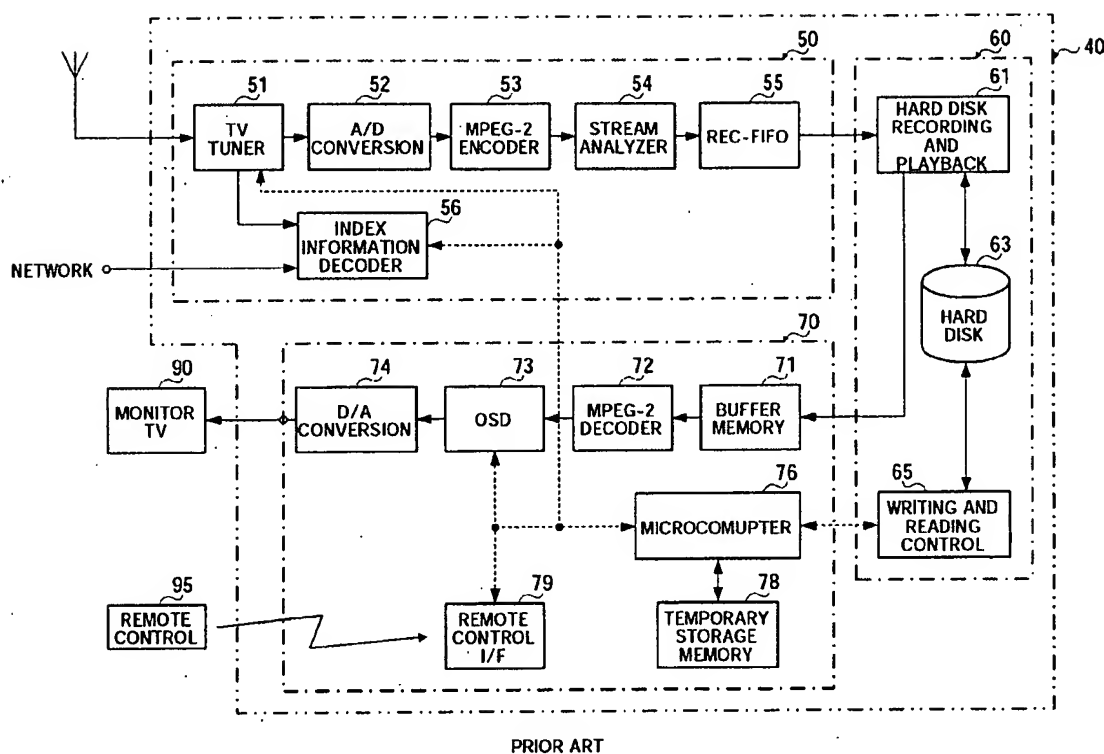 50
60
40
51
52
53
54
55
61
TV
TUNER
A/D
CONVERSION
MPEG-2
ENCODER
STREAM
ANALYZER
REC-FIFO
HARD DISK
RECORDING
AND
PLAYBACK
56
INDEX
INFORMATION
DECODER
NETWORK
63
HARD
DISK
70
90
74
73
72
71
MONITOR
TV
D/A
CONVERSION
OSD
MPEG-2
DECODER
BUFFER
MEMORY
76
65
MICROCOMUPTER
WRITING AND
READING
CONTROL
95
79
78
REMOTE
CONTROL
REMOTE
CONTROL
I/F
TEMPORARY
STORAGE
MEMORY
PRIOR ART